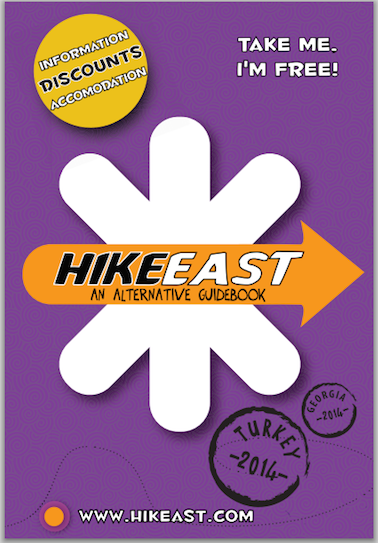 INFORMATION
DISCOUNTS
ACCOMODATION
TAKE ME.
I'M FREE!
HIKEEAST
AN ALTERNATIVE GUIDEBOOK
GEORGIA
-2014-
TURKEY
-2014-
WWW.HIKEAST.COM